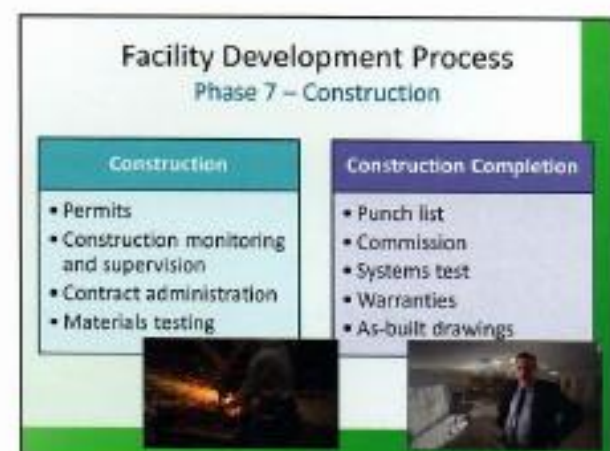 Facility Development Process
Phase 7 – Construction
Construction
• Permits
• Construction monitoring
and supervision
• Contract administration
• Materials testing
Construction Completion
• Punch list
• Commission
• Systems test
• Warranties
• As-built drawings